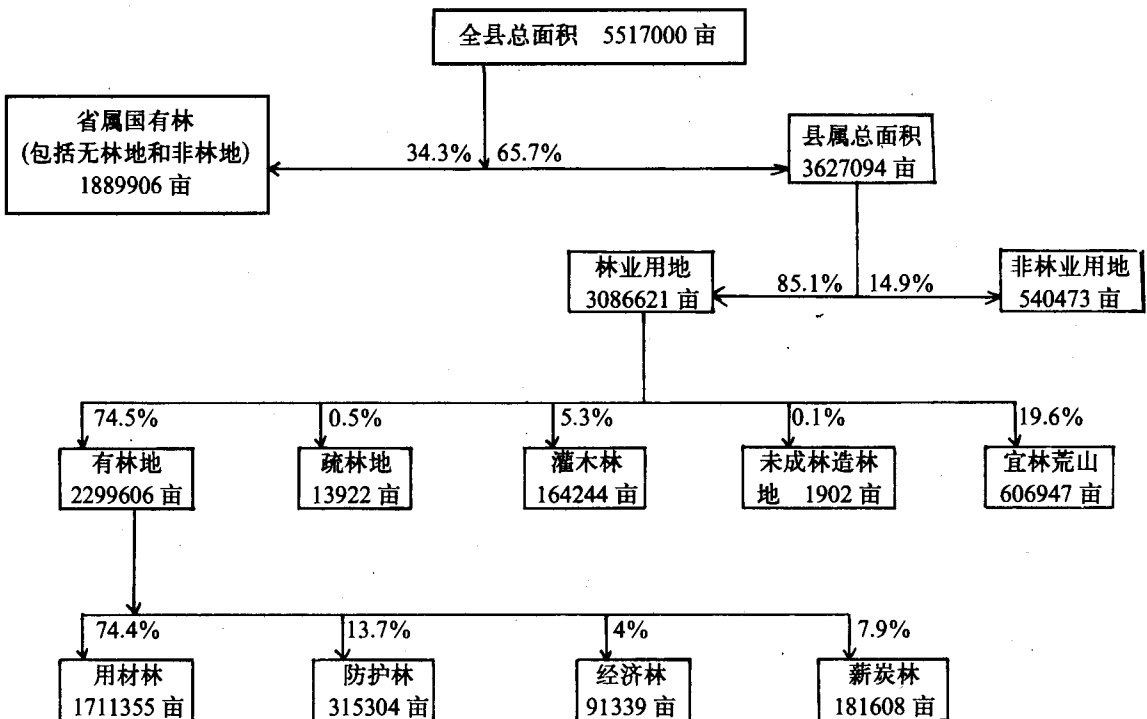 全县总面积 5517000 亩
省属国有林
(包括无林地和非林地)
1889906 亩
34.3% 65.7%
县属总面积
3627094 亩
林业用地
3086621 亩
85.1% 14.9%
非林业用地
540473 亩
74.5% 0.5% 5.3% 0.1% 19.6%
有林地
2299606 亩
疏林地
13922 亩
灌木林
164244 亩
未成林造林
地 1902 亩
宜林荒山
606947 亩
74.4% 13.7% 4% 7.9%
用材林
1711355 亩
防护林
315304 亩
经济林
91339 亩
薪炭林
181608 亩